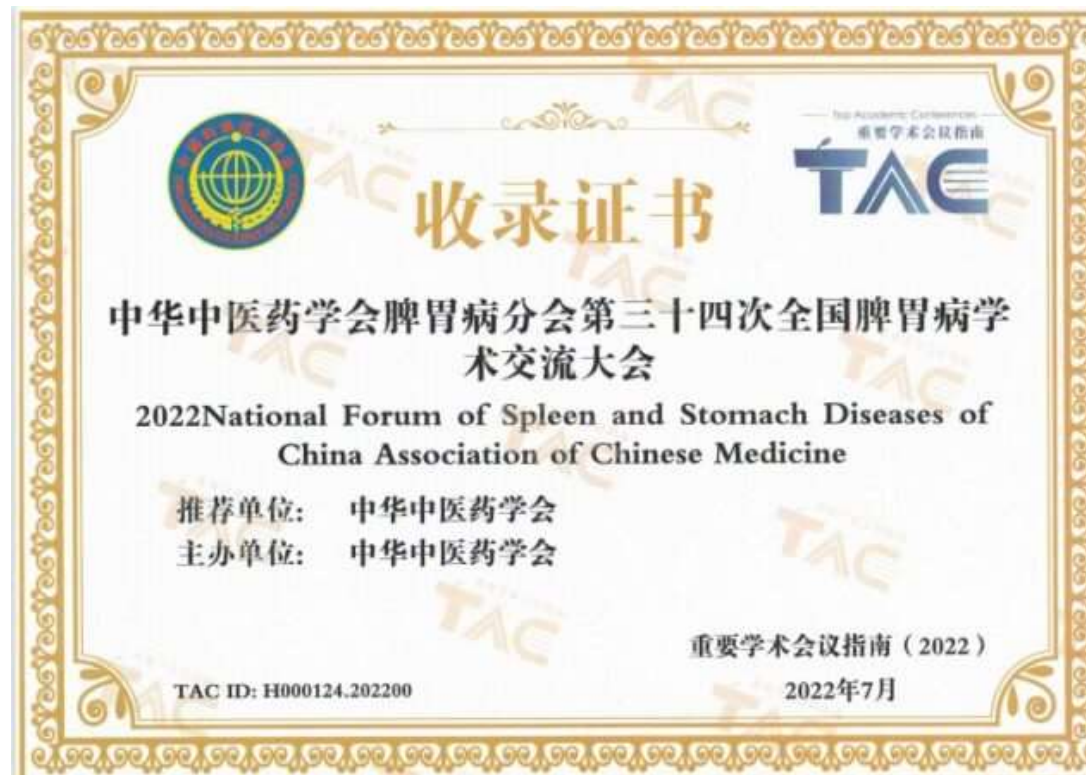 Top Academic Conferences
重要学术会议指南
TAC
收录证书
中华中医药学会脾胃病分会第三十四次全国脾胃病学
术交流大会
2022National Forum of Spleen and Stomach Diseases of
China Association of Chinese Medicine
推荐单位： 中华中医药学会
主办单位： 中华中医药学会
重要学术会议指南（2022）
TAC ID: H000124.202200
2022年7月